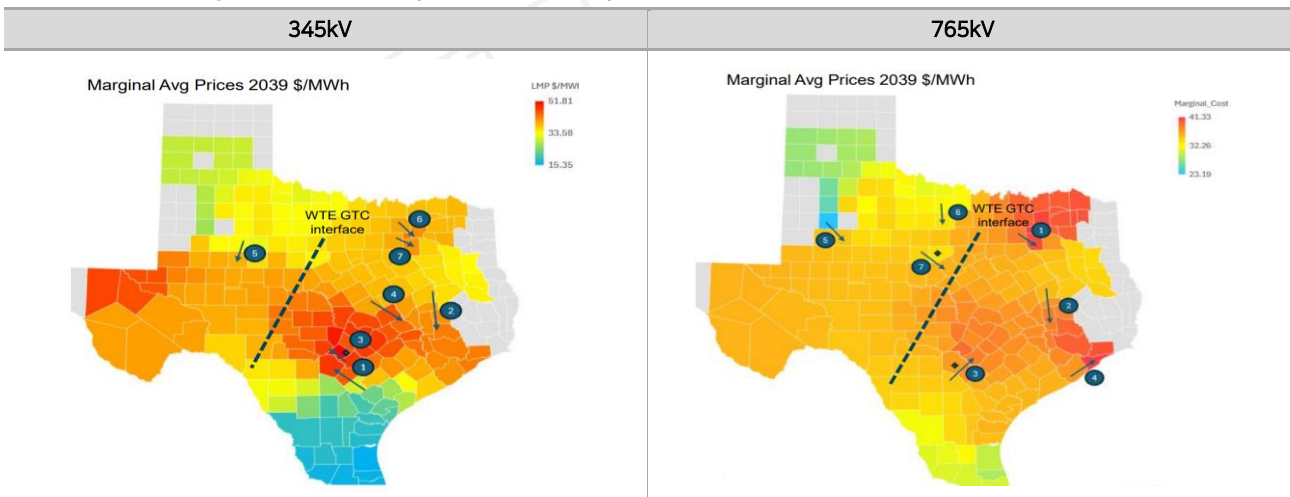 345kV
765kV
Marginal Avg Prices 2039 $/MWh
LMP $/MWI
51.81
33.58
15.35
WTE GTC
interface
6
7
5
4
2
3
1
Marginal Avg Prices 2039 $/MWh
Marginal_Cost
41.33
32.26
23.19
WTE GTC
interface
6
1
5
7
2
3
4